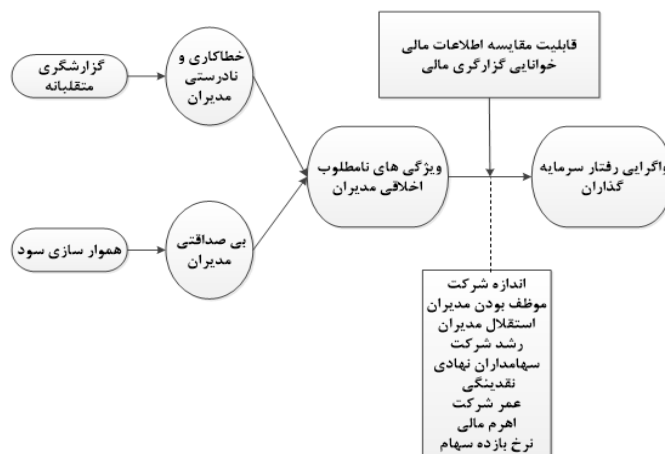 قابلیت مقایسه اطلاعات مالی
خوانایی گزارگری مالی
خطاکاری و
نادرستی
مدیران
گزارشگری
متقلبانه
ویژگی های نامطلوب
اخلاقی مدیران
واگرایی رفتار سرمایه
گذاران
بی صداقتی
مدیران
هموار سازی سود
اندازه شرکت
موظف بودن مدیران
استقلال مدیران
رشد شرکت
سهامداران نهادی
نقدینگی
عمر شرکت
اهرم مالی
نرخ بازده سهام